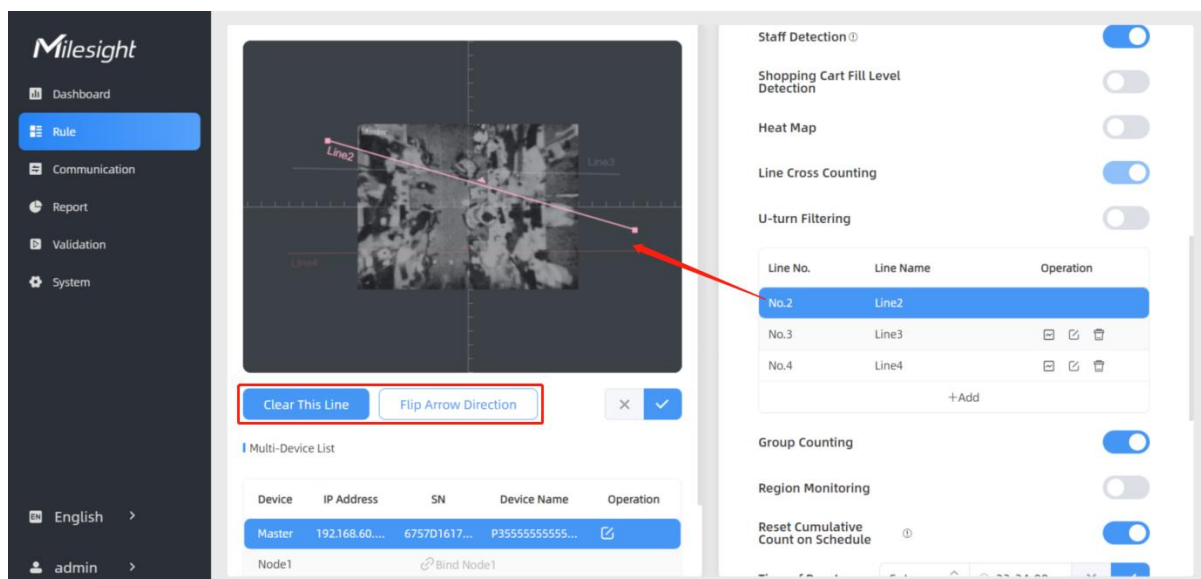 Milesight
Dashboard
Rule
Communication
Report
Validation
System
English >
admin >
Line2
Line3
Line4
Clear This Line
Flip Arrow Direction
Multi-Device List
Device IP Address SN Device Name Operation
Master 192.168.60.... 6757D1617... P35555555555...
Node1 Bind Node1
Staff Detection
Shopping Cart Fill Level
Detection
Heat Map
Line Cross Counting
U-turn Filtering
Line No. Line Name Operation
No.2 Line2
No.3 Line3
No.4 Line4
+Add
Group Counting
Region Monitoring
Reset Cumulative
Count on Schedule